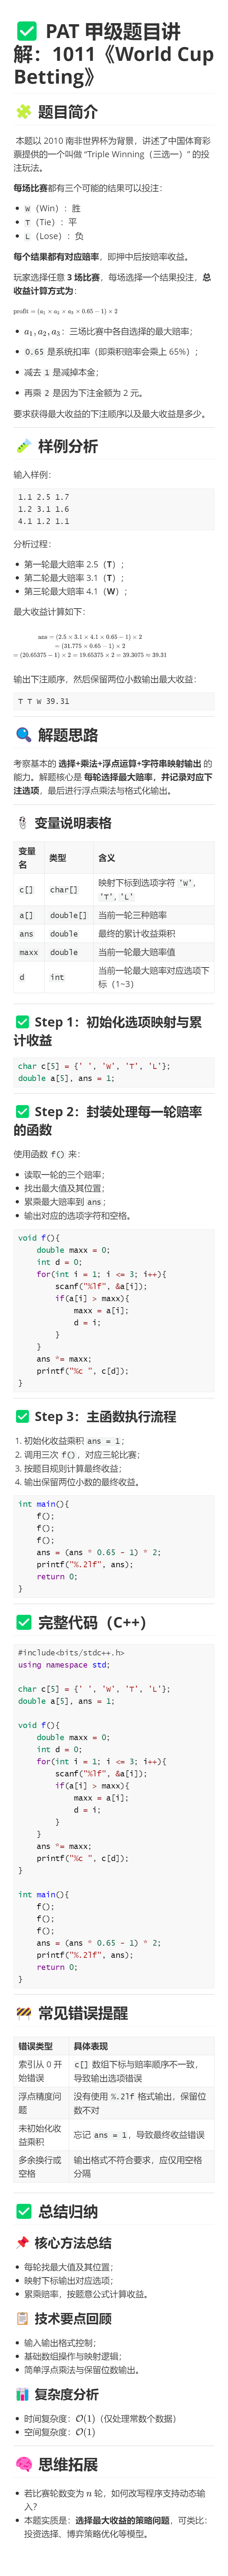 ✅ PAT 甲级题目讲
解：1011《World Cup
Betting》
🧩 题目简介
本题以 2010 南非世界杯为背景，讲述了中国体育彩
票提供的一个叫做 “Triple Winning（三选一）” 的投
注玩法。
每场比赛都有三个可能的结果可以投注：
• W（Win）：胜
• T（Tie）：平
• L（Lose）：负
每个结果都有对应赔率，即押中后按赔率收益。
玩家选择任意 3 场比赛，每场选择一个结果投注，总
收益计算方式为：
profit = (a₁ × a₂ × a₃ × 0.65 − 1) × 2
• a₁, a₂, a₃：三场比赛中各自选择的最大赔率；
• 0.65 是系统扣率（即乘积赔率会乘上 65%）；
• 减去 1 是减掉本金；
• 再乘 2 是因为下注金额为 2 元。
要求获得最大收益的下注顺序以及最大收益是多少。
🧪 样例分析
输入样例：
1.1 2.5 1.7
1.2 3.1 1.6
4.1 1.2 1.1
分析过程：
• 第一轮最大赔率 2.5（T）；
• 第二轮最大赔率 3.1（T）；
• 第三轮最大赔率 4.1（W）；
最大收益计算如下：
ans = (2.5 × 3.1 × 4.1 × 0.65 − 1) × 2
= (31.775 × 0.65 − 1) × 2
= (20.65375 − 1) × 2 = 19.65375 × 2 = 39.3075 ≈ 39.31
输出下注顺序，然后保留两位小数输出最大收益：
T T W 39.31
🔍 解题思路
考察基本的 选择+乘法+浮点运算+字符串映射输出 的
能力。解题核心是 每轮选择最大赔率，并记录对应下
注选项，最后进行浮点乘法与格式化输出。
变量说明表格
变量名 类型 含义
c[] char[] 映射下标到选项字符 'W',
'T', 'L'
a[] double[] 当前一轮三种赔率
ans double 最终的累计收益乘积
maxx double 当前一轮最大赔率值
d int 当前一轮最大赔率对应选项下
标（1~3）
✅ Step 1：初始化选项映射与累
计收益
char c[5] = {' ', 'W', 'T', 'L'};
double a[5], ans = 1;
✅ Step 2：封装处理每一轮赔率
的函数
使用函数 f() 来：
• 读取一轮的三个赔率；
• 找出最大值及其位置；
• 累乘最大赔率到 ans；
• 输出对应的选项字符和空格。
void f(){
    double maxx = 0;
    int d = 0;
    for(int i = 1; i <= 3; i++){
        scanf("%lf", &a[i]);
        if(a[i] > maxx){
            maxx = a[i];
            d = i;
        }
    }
    ans *= maxx;
    printf("%c ", c[d]);
}
✅ Step 3：主函数执行流程
1. 初始化收益乘积 ans = 1；
2. 调用三次 f()，对应三轮比赛；
3. 按题目规则计算最终收益；
4. 输出保留两位小数的最终收益。
int main(){
    f();
    f();
    f();
    ans = (ans * 0.65 - 1) * 2;
    printf("%.2lf", ans);
    return 0;
}
✅ 完整代码（C++）
#include<bits/stdc++.h>
using namespace std;

char c[5] = {' ', 'W', 'T', 'L'};
double a[5], ans = 1;

void f(){
    double maxx = 0;
    int d = 0;
    for(int i = 1; i <= 3; i++){
        scanf("%lf", &a[i]);
        if(a[i] > maxx){
            maxx = a[i];
            d = i;
        }
    }
    ans *= maxx;
    printf("%c ", c[d]);
}

int main(){
    f();
    f();
    f();
    ans = (ans * 0.65 - 1) * 2;
    printf("%.2lf", ans);
    return 0;
}
🚧 常见错误提醒
错误类型 具体表现
索引从 0 开始错误 c[] 数组下标与赔率顺序不一致，
导致输出选项错误
浮点精度问题 没有使用 %.2lf 格式输出，保留位
数不对
未初始化收益乘积 忘记 ans = 1，导致最终收益错误
多余换行或空格 输出格式不符合要求，应仅用空格
分隔
✅ 总结归纳
📌 核心方法总结
• 每轮找最大值及其位置；
• 映射下标输出对应选项；
• 累乘赔率，按题意公式计算收益。
📋 技术要点回顾
• 输入输出格式控制；
• 基础数组操作与映射逻辑；
• 简单浮点乘法与保留位数输出。
📊 复杂度分析
• 时间复杂度：O(1)（仅处理常数个数据）
• 空间复杂度：O(1)
🧠 思维拓展
• 若比赛轮数变为 n 轮，如何改写程序支持动态输
入？
• 本题实质是：选择最大收益的策略问题，可类比：
投资选择、博弈策略优化等模型。